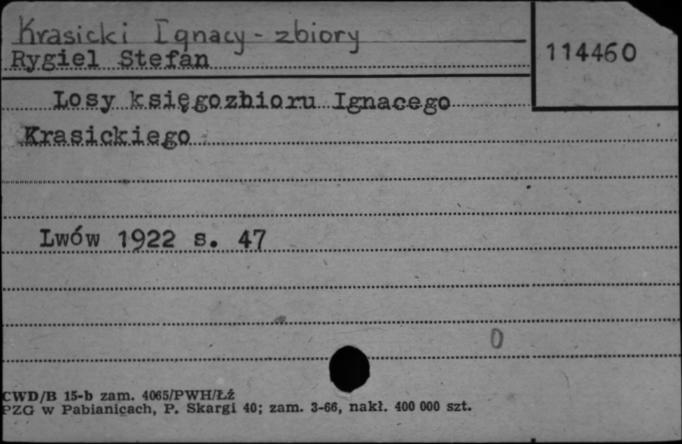 Krasicki Ignacy - zbiory
114460
Rygiel Stefan
Losy księgozbioru Ignacego
Krasickiego
Lwów 1922 s. 47
0
CWD/B 15-b zam. 4065/PWH/Łź
PZG w Pabianicach, P. Skargi 40; zam. 3-66, nakł. 400 000 szt.